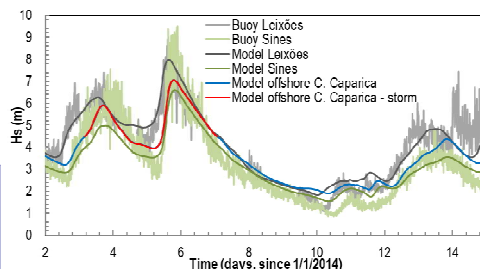 10
9
8
7
6
5
4
3
2
1
0
Hs (m)
Buoy Leixões
Buoy Sines
Model Leixões
Model Sines
Model offshore C. Caparica
Model offshore C. Caparica - storm
2 4 6 8 10 12 14
Time (days, since 1/1/2014)